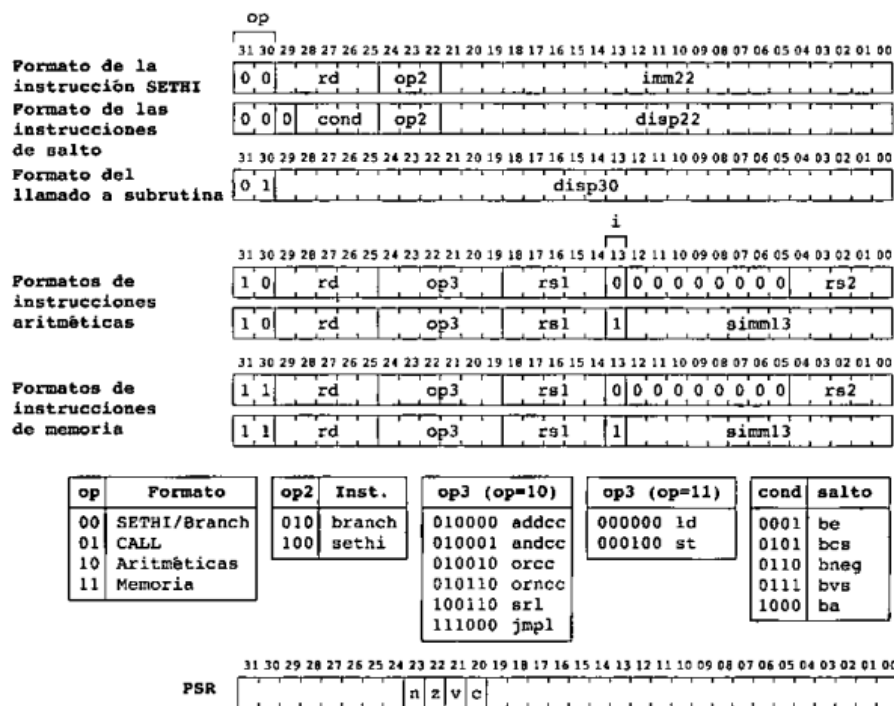 op
31 30 29 28 27 26 25 24 23 22 21 20 19 18 17 16 15 14 13 12 11 10 09 08 07 06 05 04 03 02 01 00
Formato de la instrucción SETHI
0 0 rd op2 imm22
Formato de las instrucciones de salto
0 0 0 cond op2 disp22
31 30 29 28 27 26 25 24 23 22 21 20 19 18 17 16 15 14 13 12 11 10 09 08 07 06 05 04 03 02 01 00
Formato del llamado a subrutina
0 1 disp30
i
31 30 29 28 27 26 25 24 23 22 21 20 19 18 17 16 15 14 13 12 11 10 09 08 07 06 05 04 03 02 01 00
Formatos de instrucciones aritméticas
1 0 rd op3 rs1 0 0 0 0 0 0 0 0 0 rs2
1 0 rd op3 rs1 1 simm13
31 30 29 28 27 26 25 24 23 22 21 20 19 18 17 16 15 14 13 12 11 10 09 08 07 06 05 04 03 02 01 00
Formatos de instrucciones de memoria
1 1 rd op3 rs1 0 0 0 0 0 0 0 0 0 rs2
1 1 rd op3 rs1 1 simm13
op Formato
00 SETHI/Branch
01 CALL
10 Aritméticas
11 Memoria
op2 Inst.
010 branch
100 sethi
op3 (op=10)
010000 addcc
010001 andcc
010010 orcc
010110 orncc
100110 srl
111000 jmpl
op3 (op=11)
000000 ld
000100 st
cond salto
0001 be
0101 bcs
0110 bneg
0111 bvs
1000 ba
31 30 29 28 27 26 25 24 23 22 21 20 19 18 17 16 15 14 13 12 11 10 09 08 07 06 05 04 03 02 01 00
PSR n z v c